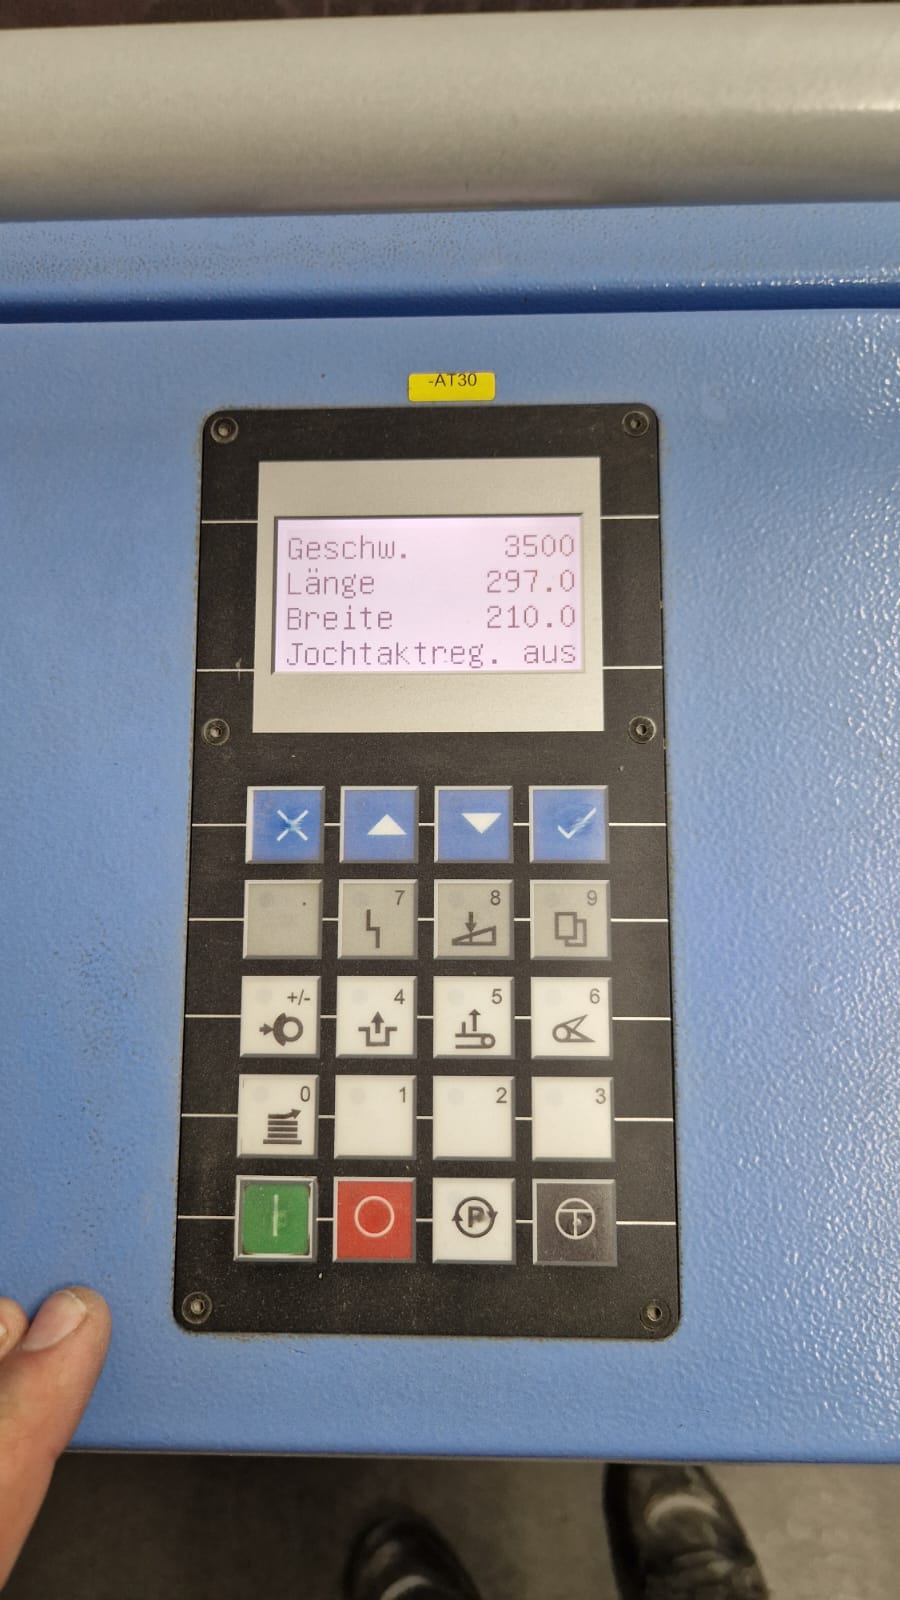 -AT30
Geschw. 3500
Länge 297.0
Breite 210.0
Jochtaktreg. aus
. 7 8 9
+/- 4 5 6
0 1 2 3
P